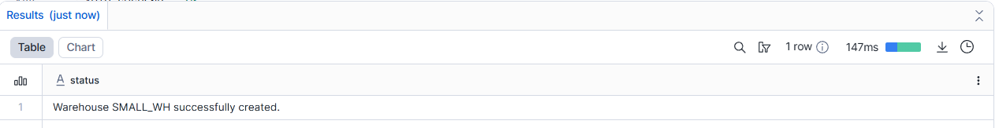 Results (just now)
Table Chart 1 row 147ms
A status
1 Warehouse SMALL_WH successfully created.